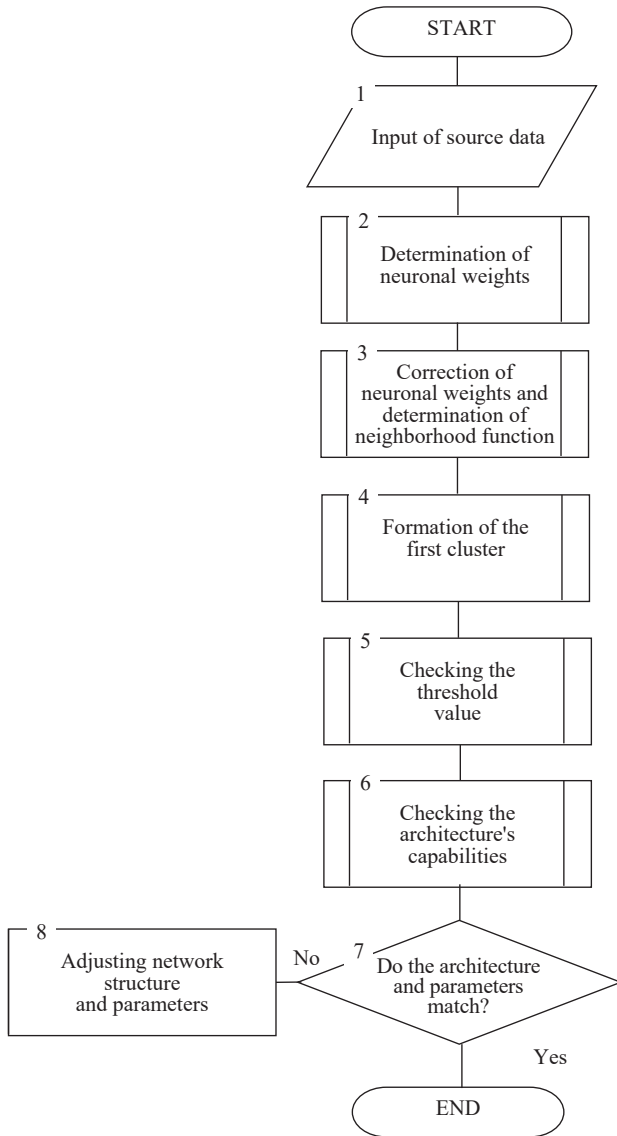 START
1
Input of source data
2
Determination of
neuronal weights
3
Correction of
neuronal weights and
determination of
neighborhood function
4
Formation of the
first cluster
5
Checking the
threshold
value
6
Checking the
architecture's
capabilities
7
Do the architecture
and parameters
match?
No
8
Adjusting network
structure
and parameters
Yes
END